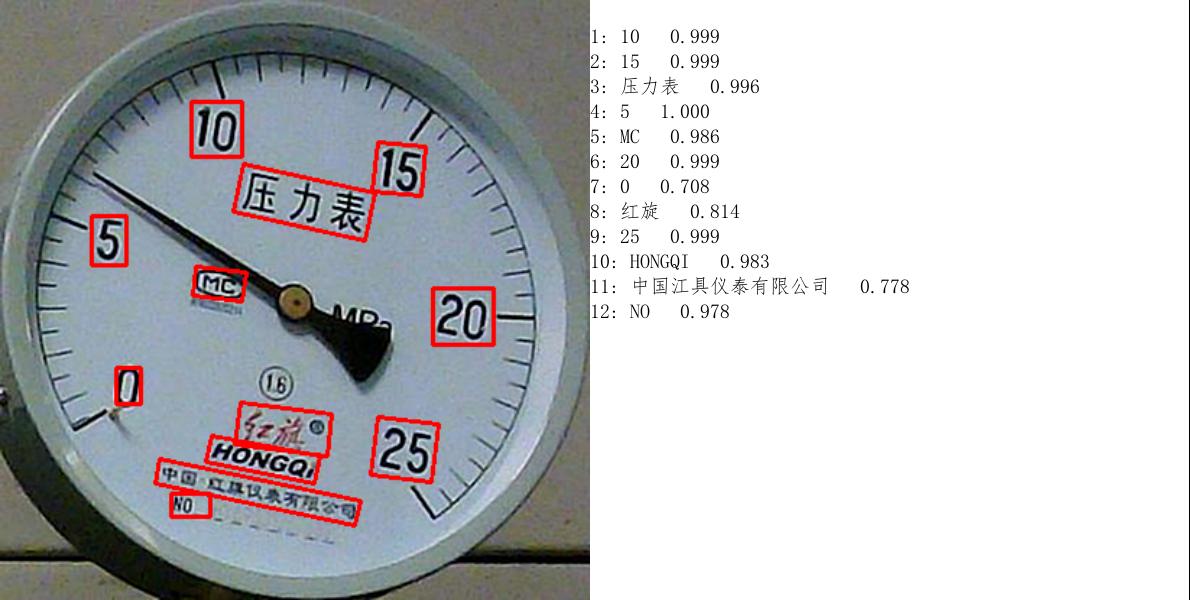 10
15
压力表
5
MC
MPa
20
0
1.6
红旗®
25
HONGQI
中国·红旗仪表有限公司
NO
1: 10 0.999
2: 15 0.999
3: 压力表 0.996
4: 5 1.000
5: MC 0.986
6: 20 0.999
7: 0 0.708
8: 红旗 0.814
9: 25 0.999
10: HONGQI 0.983
11: 中国江具仪泰有限公司 0.778
12: NO 0.978